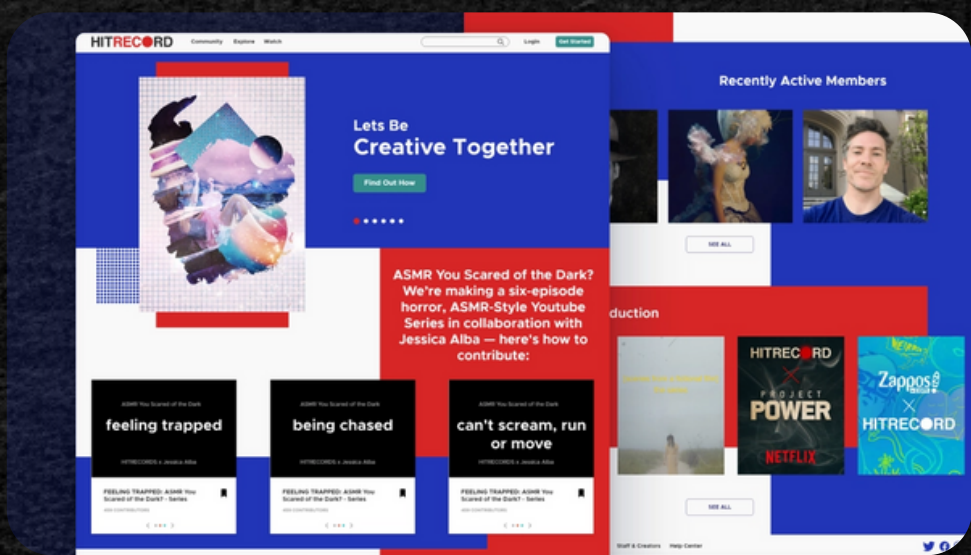 HITRECORD
Community Explore Watch
Login
Get Started
Lets Be
Creative Together
Find Out How
ASMR You Scared of the Dark?
We're making a six-episode
horror, ASMR-Style Youtube
Series in collaboration with
Jessica Alba — here's how to
contribute:
ASMR You Scared of the Dark
feeling trapped
HITRECORDS x Jessica Alba
FEELING TRAPPED: ASMR You
Scared of the Dark? - Series
ASMR You Scared of the Dark
being chased
HITRECORDS x Jessica Alba
FEELING TRAPPED: ASMR You
Scared of the Dark? - Series
ASMR You Scared of the Dark
can't scream, run
or move
HITRECORDS x Jessica Alba
FEELING TRAPPED: ASMR You
Scared of the Dark? - Series
Recently Active Members
SEE ALL
duction
HITRECORD
PROJECT
POWER
NETFLIX
Zappos
HITRECORD
SEE ALL
Staff & Creators Help Center